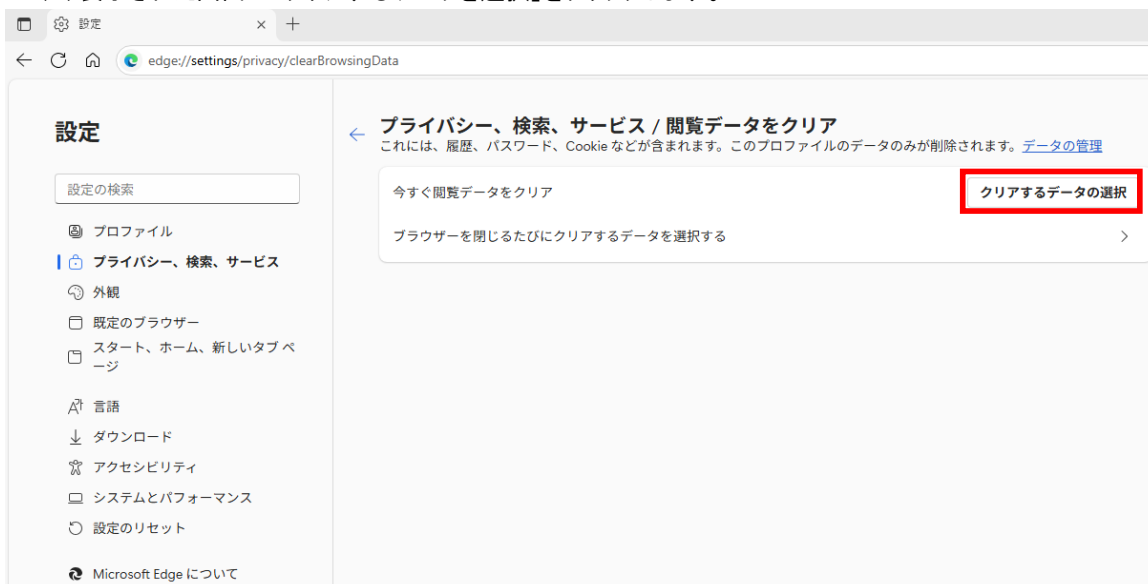 設定
edge://settings/privacy/clearBrowsingData
設定
設定の検索
プロファイル
プライバシー、検索、サービス
外観
既定のブラウザー
スタート、ホーム、新しいタブ ペ
ージ
言語
ダウンロード
アクセシビリティ
システムとパフォーマンス
設定のリセット
Microsoft Edge について
プライバシー、検索、サービス / 閲覧データをクリア
これには、履歴、パスワード、Cookie などが含まれます。このプロファイルのデータのみが削除されます。データの管理
今すぐ閲覧データをクリア
クリアするデータの選択
ブラウザーを閉じるたびにクリアするデータを選択する